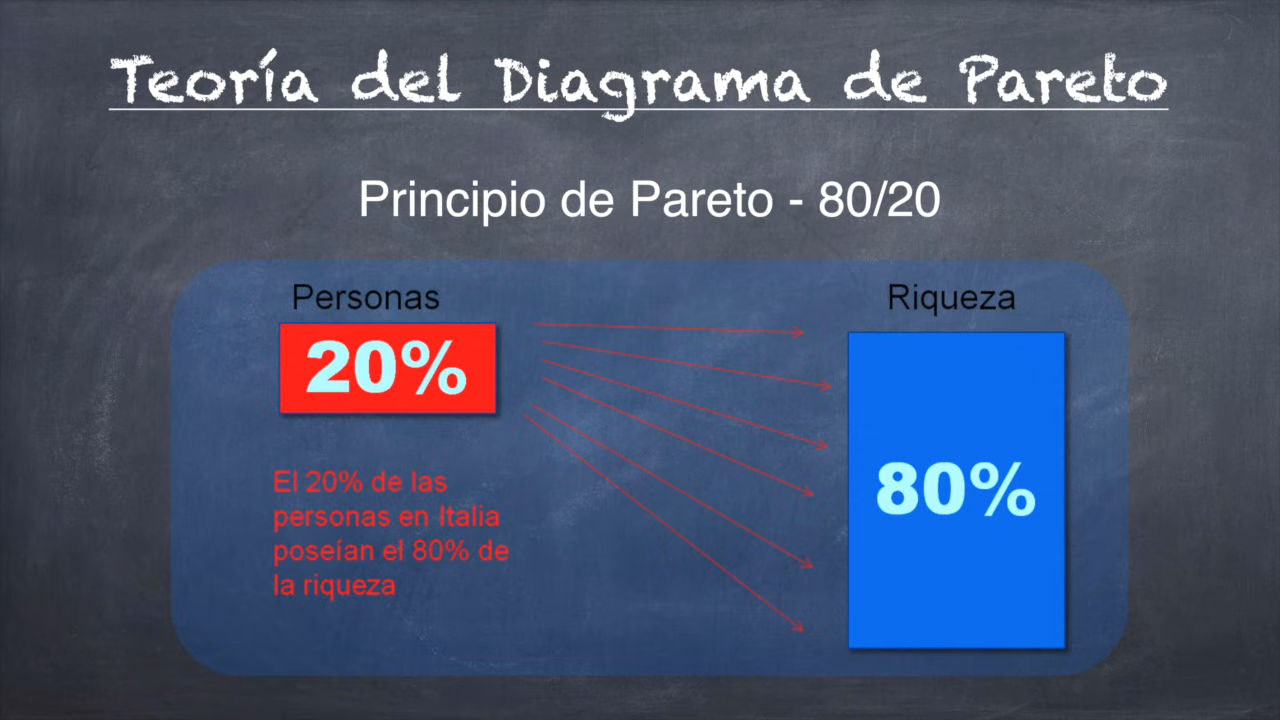 Teoría del Diagrama de Pareto
Principio de Pareto - 80/20
Personas
20%
El 20% de las
personas en Italia
poseían el 80% de
la riqueza
Riqueza
80%